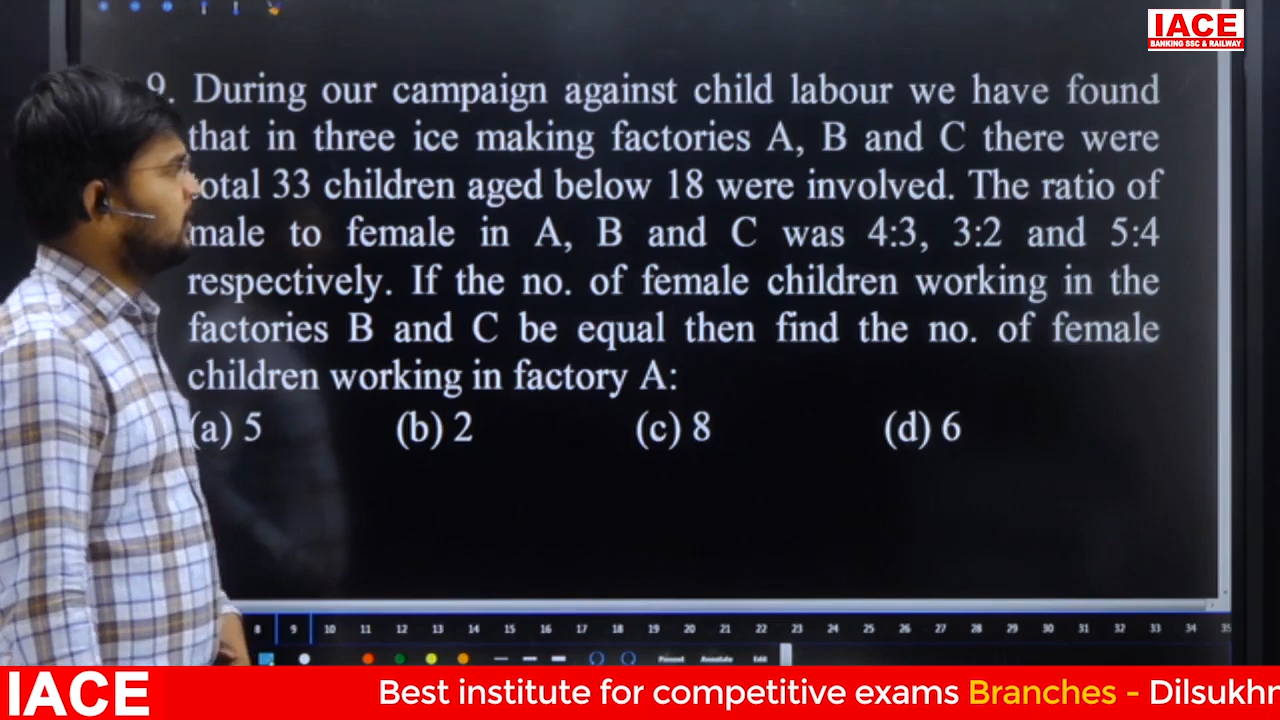 IACE
BANKING SSC & RAILWAY
9. During our campaign against child labour we have found
that in three ice making factories A, B and C there were
total 33 children aged below 18 were involved. The ratio of
male to female in A, B and C was 4:3, 3:2 and 5:4
respectively. If the no. of female children working in the
factories B and C be equal then find the no. of female
children working in factory A:
(a) 5 (b) 2 (c) 8 (d) 6
8 9 10 11 12 13 14 15 16 17 18 19 20 21 22 23 24 25 26 27 28 29 30 31 32 33 34 35
Present Annotate Edit
IACE Best institute for competitive exams Branches - Dilsukhr